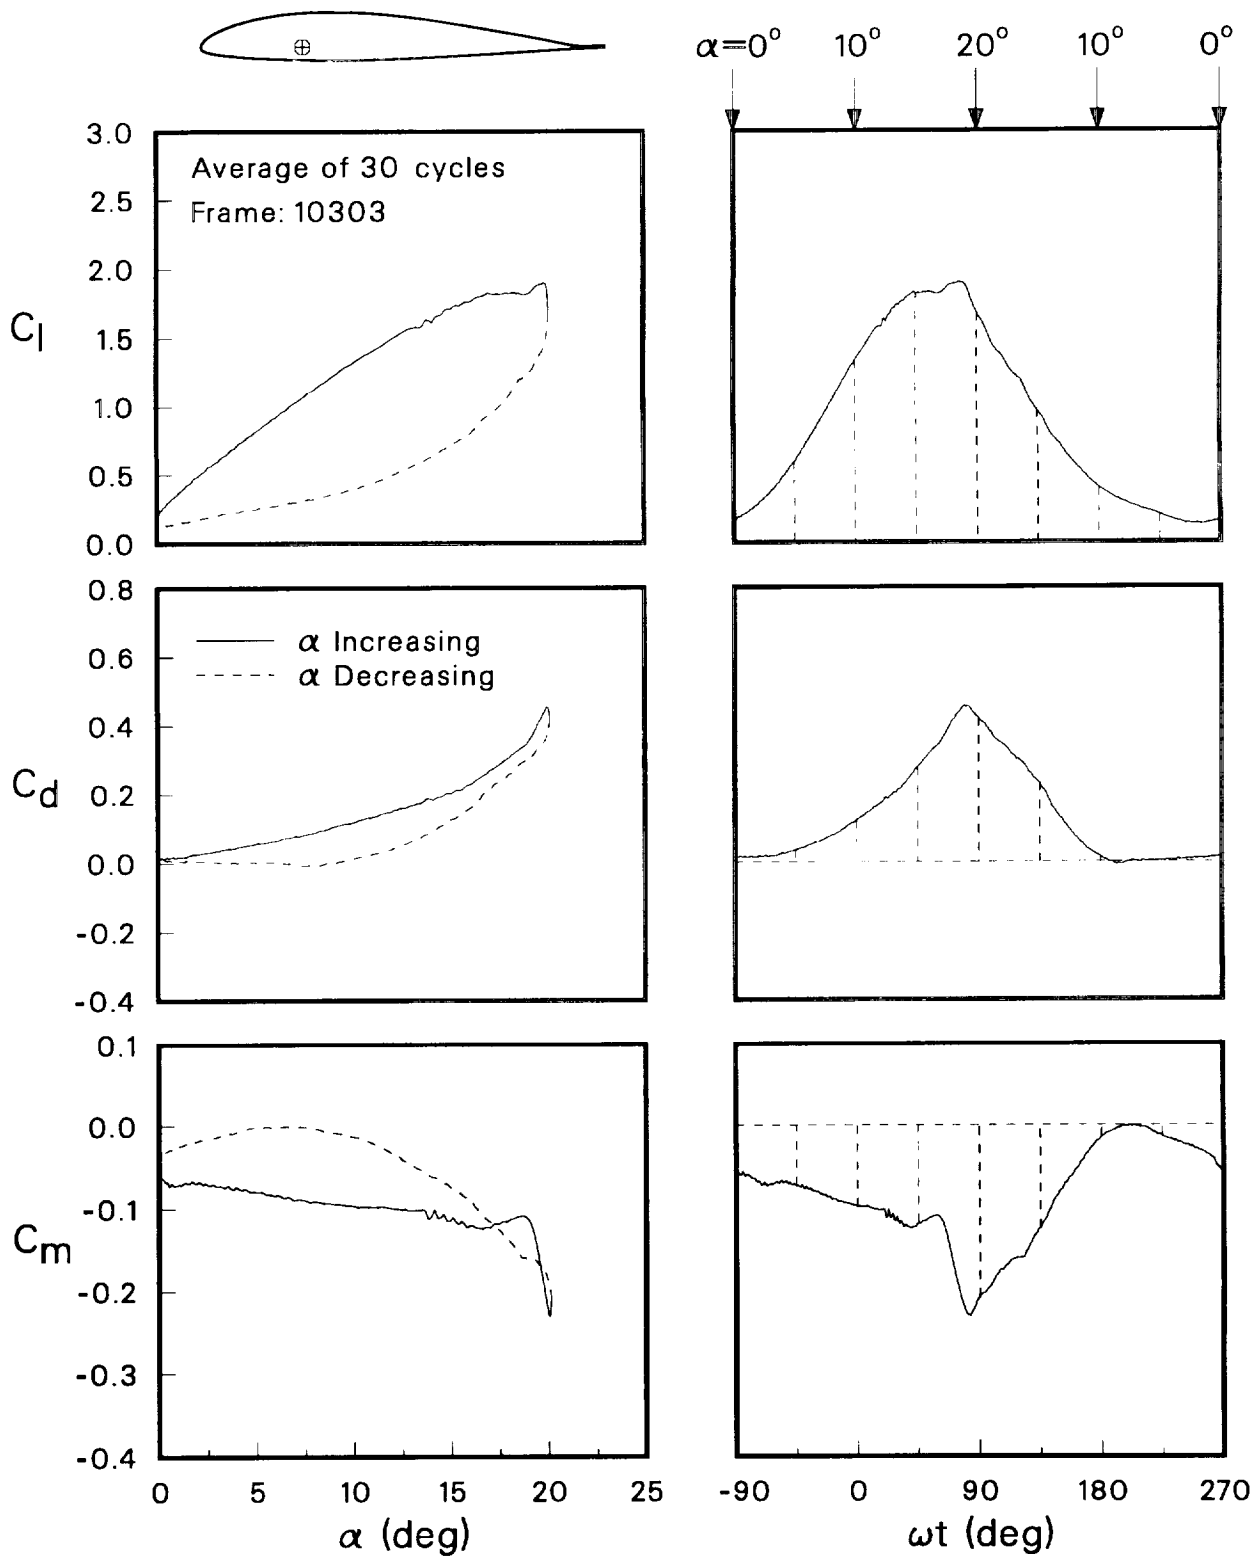 α=0° 10° 20° 10° 0°
3.0
2.5
2.0
1.5
1.0
0.5
0.0
Cl
Average of 30 cycles
Frame: 10303
0.8
0.6
0.4
0.2
0.0
-0.2
-0.4
Cd
α Increasing
α Decreasing
0.1
0.0
-0.1
-0.2
-0.3
-0.4
Cm
0 5 10 15 20 25
α (deg)
-90 0 90 180 270
ωt (deg)